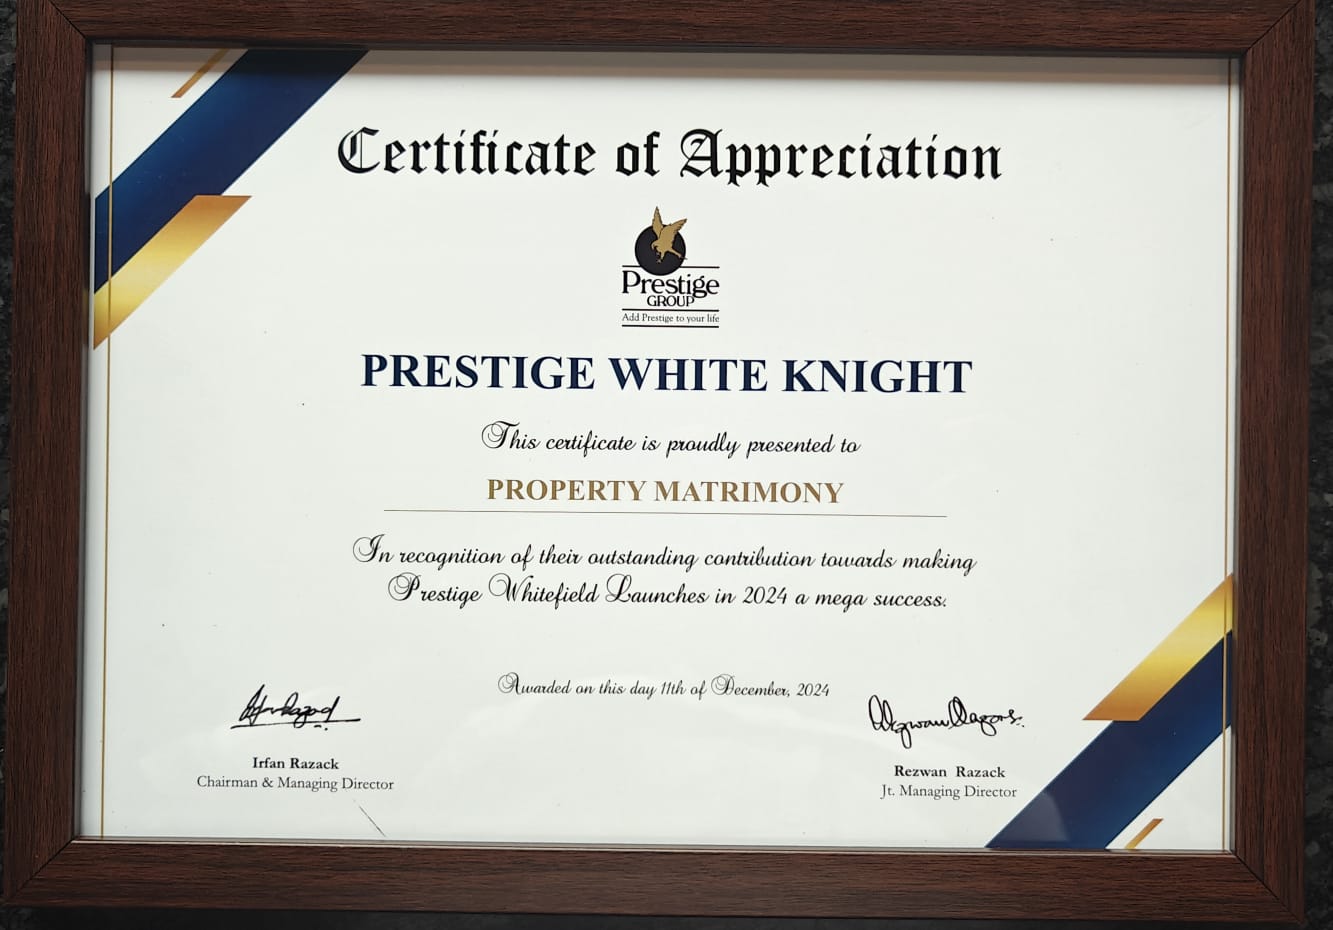 Certificate of Appreciation
Prestige
GROUP
Add Prestige to your life
PRESTIGE WHITE KNIGHT
This certificate is proudly presented to
PROPERTY MATRIMONY
In recognition of their outstanding contribution towards making
Prestige Whitefield Launches in 2024 a mega success.
Awarded on this day 11th of December, 2024
Irfan Razack
Chairman & Managing Director
Rezwan Razack
Jt. Managing Director